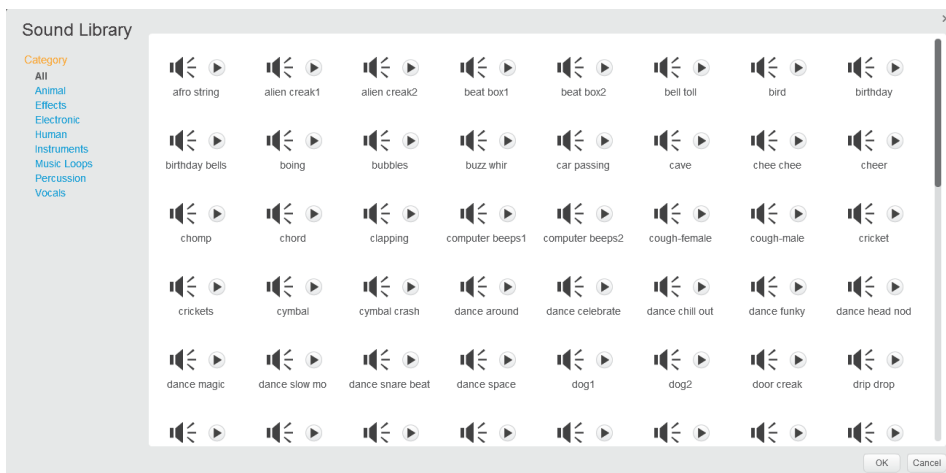 Sound Library
Category
All
Animal
Effects
Electronic
Human
Instruments
Music Loops
Percussion
Vocals
afro string alien creak1 alien creak2 beat box1 beat box2 bell toll bird birthday
birthday bells boing bubbles buzz whir car passing cave chee chee cheer
chomp chord clapping computer beeps1 computer beeps2 cough-female cough-male cricket
crickets cymbal cymbal crash dance around dance celebrate dance chill out dance funky dance head nod
dance magic dance slow mo dance snare beat dance space dog1 dog2 door creak drip drop
OK Cancel